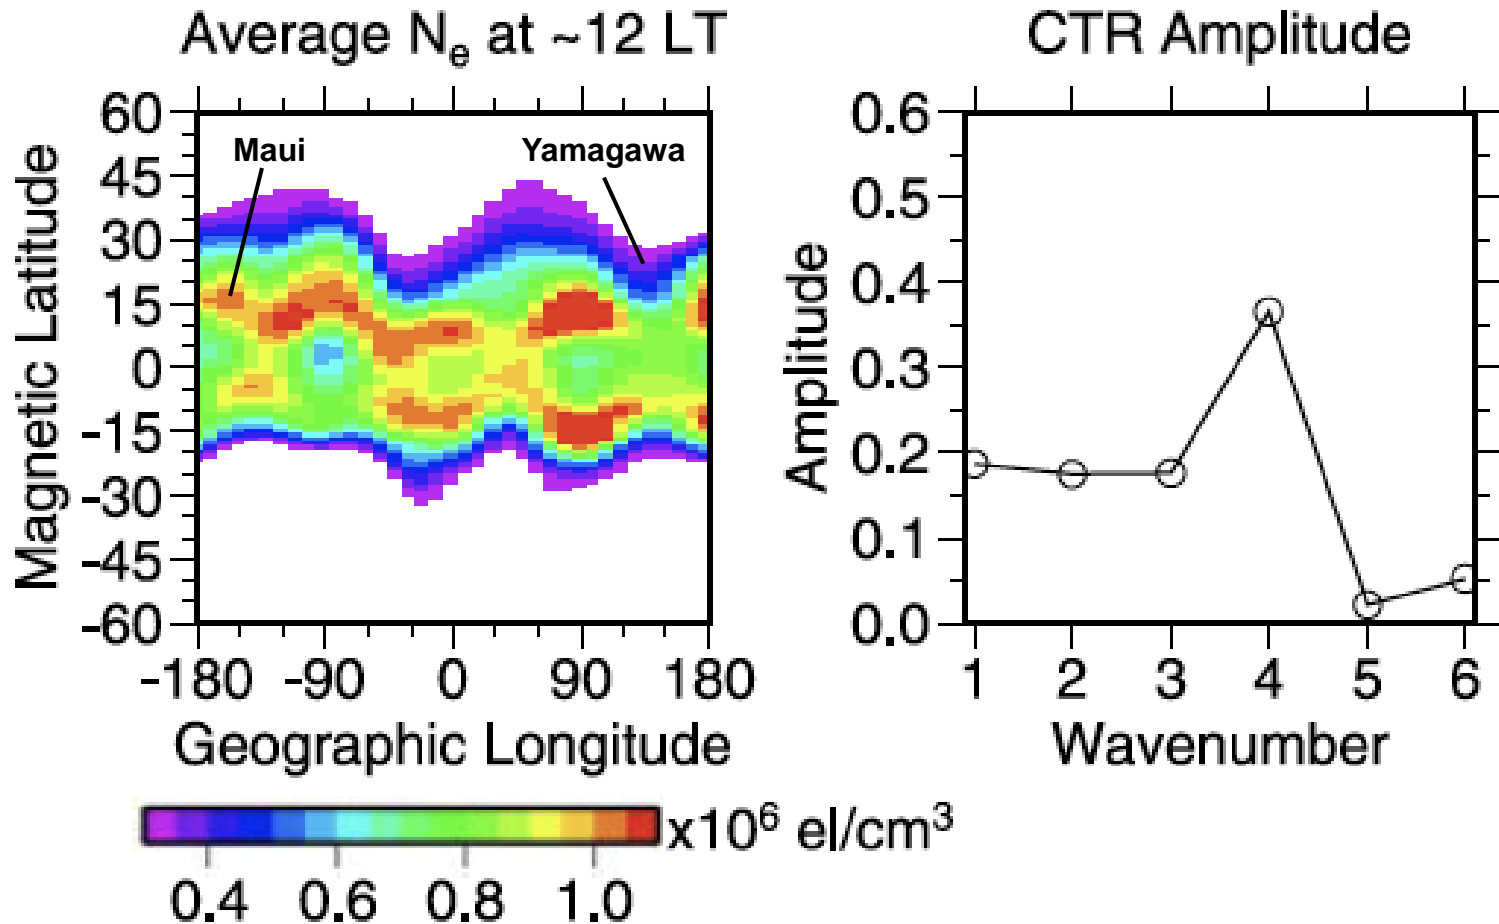 Average Nₑ at ~12 LT
Maui
Yamagawa
Magnetic Latitude
60
45
30
15
0
-15
-30
-45
-60
-180 -90 0 90 180
Geographic Longitude
0.4 0.6 0.8 1.0
x10⁶ el/cm³
CTR Amplitude
Amplitude
0.6
0.5
0.4
0.3
0.2
0.1
0.0
1 2 3 4 5 6
Wavenumber